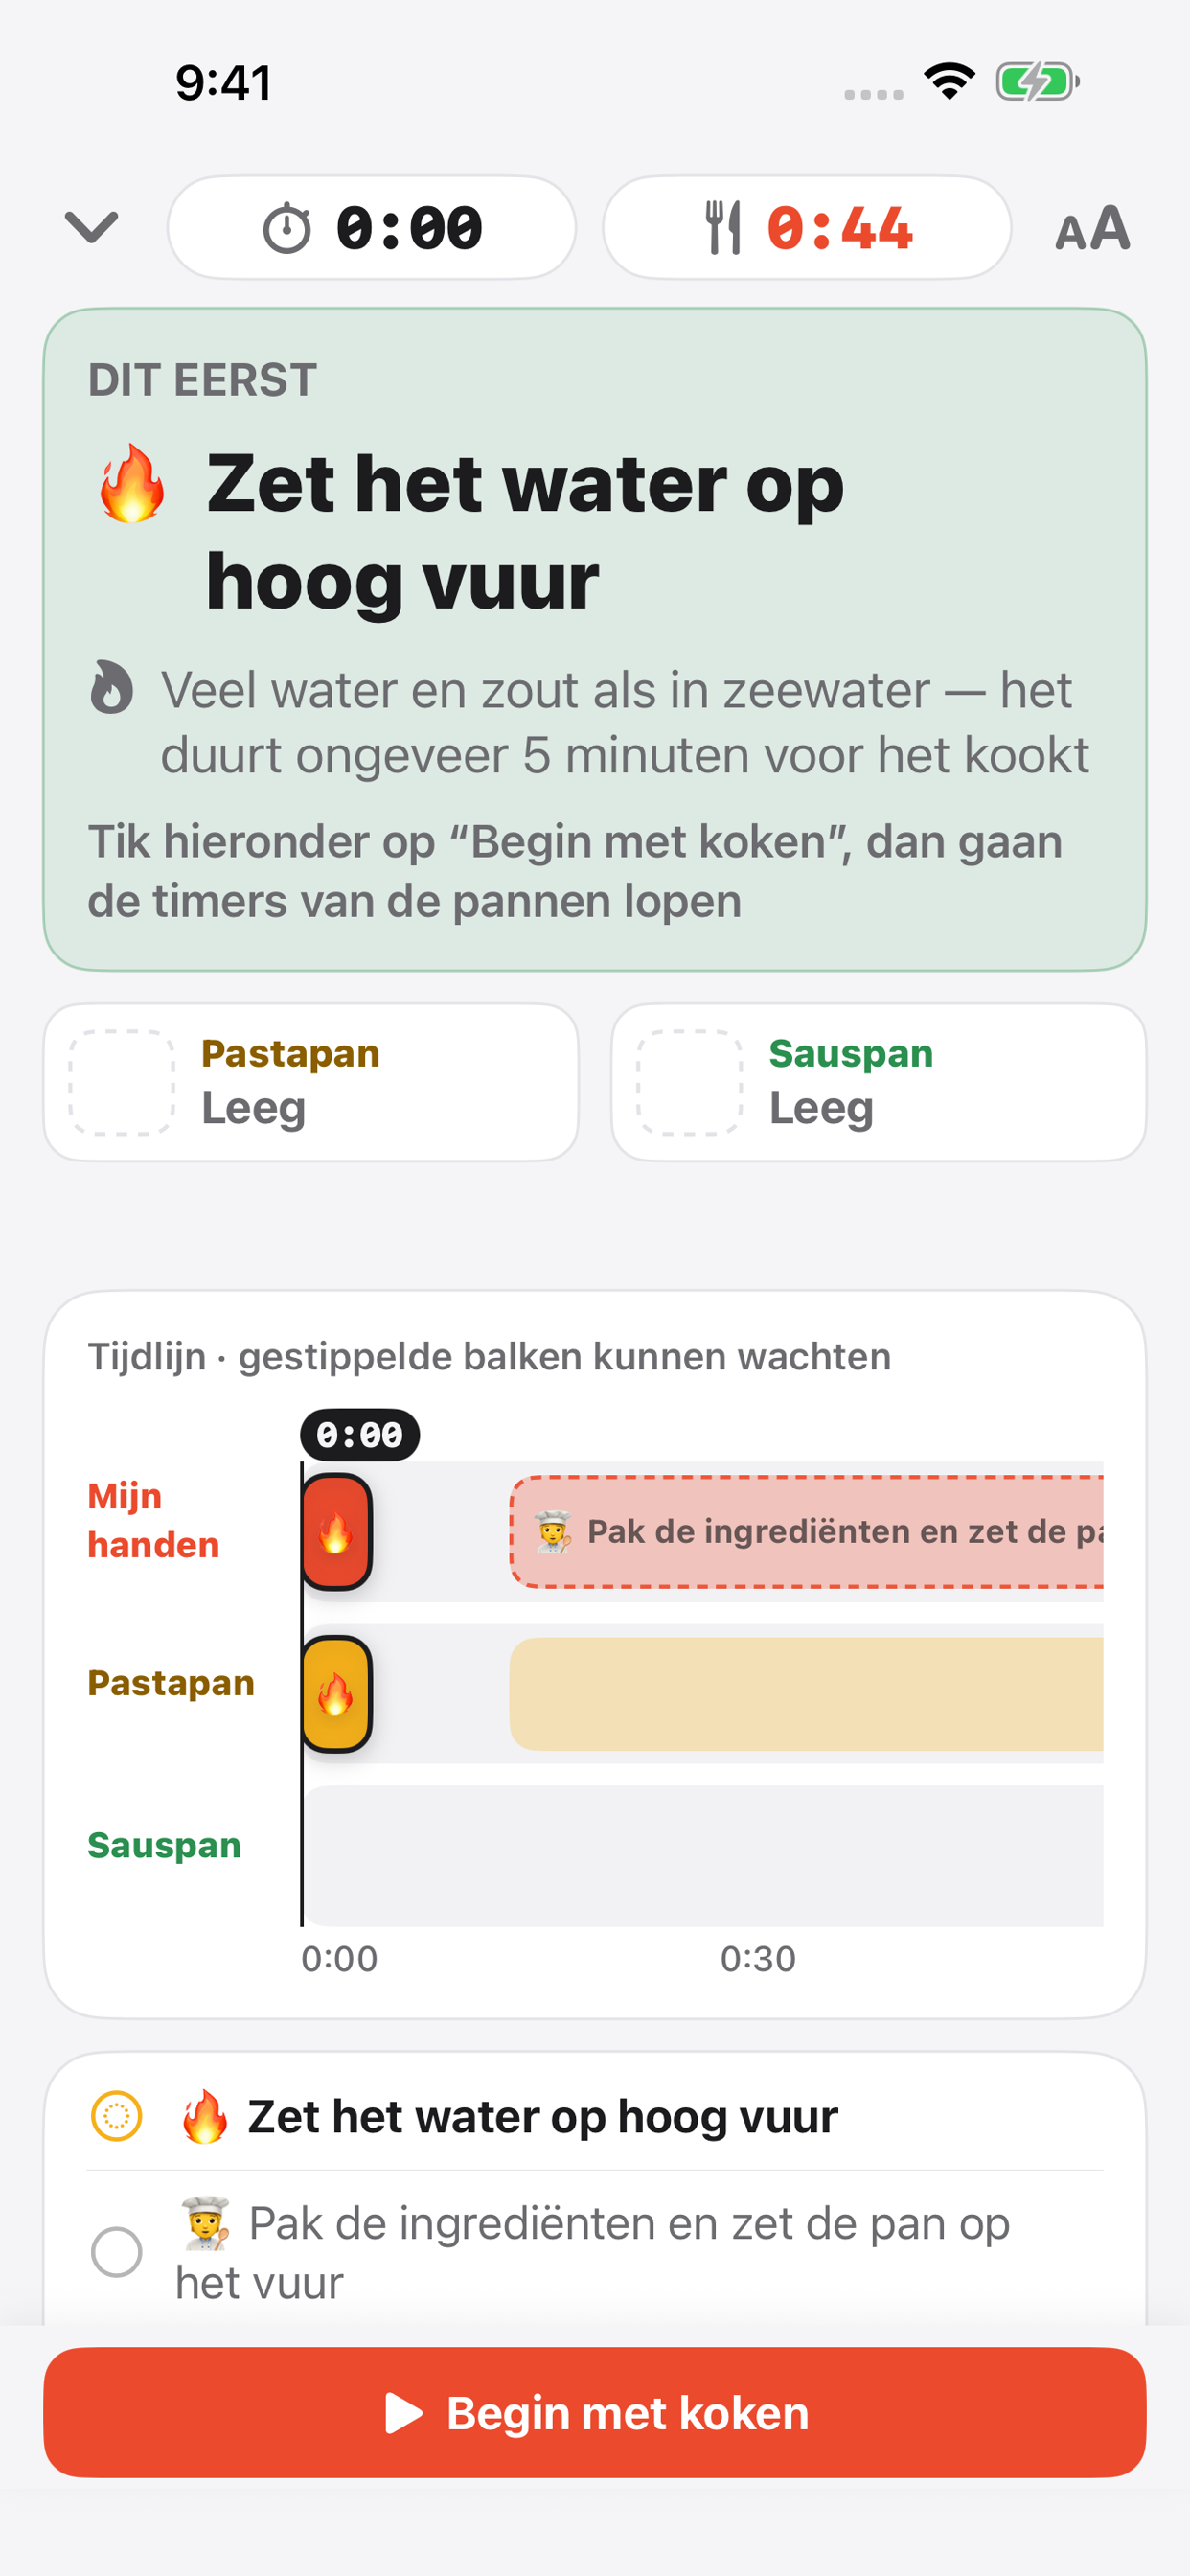 9:41
0:00
0:44
AA
DIT EERST
Zet het water op
hoog vuur
Veel water en zout als in zeewater — het
duurt ongeveer 5 minuten voor het kookt
Tik hieronder op “Begin met koken”, dan gaan
de timers van de pannen lopen
Pastapan
Leeg
Sauspan
Leeg
Tijdlijn · gestippelde balken kunnen wachten
0:00
Mijn
handen
Pak de ingrediënten en zet de pa
Pastapan
Sauspan
0:00
0:30
Zet het water op hoog vuur
Pak de ingrediënten en zet de pan op
het vuur
Begin met koken